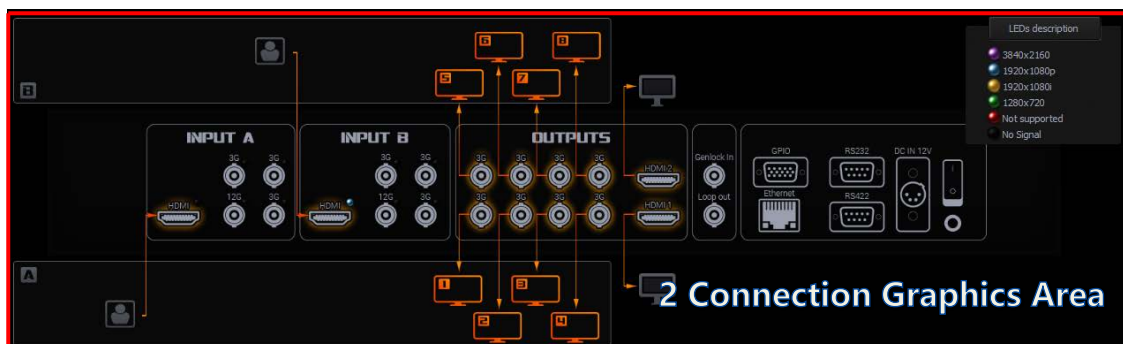 6
8
5
7
B
LEDs description
3840x2160
1920x1080p
1920x1080i
1280x720
Not supported
No Signal
INPUT A
INPUT B
OUTPUTS
3G 3G
3G 3G
3G 3G 3G 3G
HDMI 2
Genlock In
GPIO
RS232
DC IN 12V
HDMI
12G 3G
HDMI
12G 3G
3G 3G 3G 3G
HDMI 1
Loop out
Ethernet
RS422
A
1
3
2
4
2 Connection Graphics Area